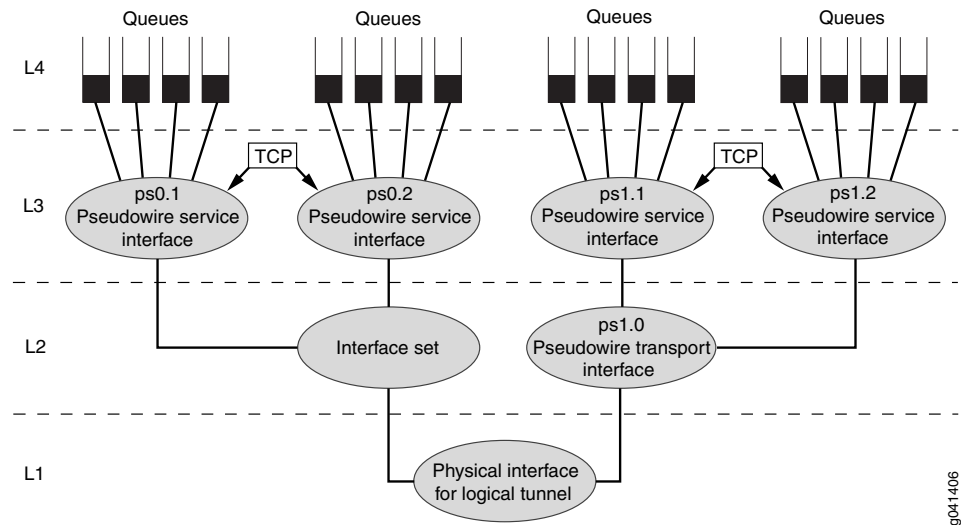 Queues
Queues
Queues
Queues
L4
TCP
TCP
L3
ps0.1
Pseudowire service
interface
ps0.2
Pseudowire service
interface
ps1.1
Pseudowire service
interface
ps1.2
Pseudowire service
interface
L2
Interface set
ps1.0
Pseudowire transport
interface
L1
Physical interface
for logical tunnel
g041406